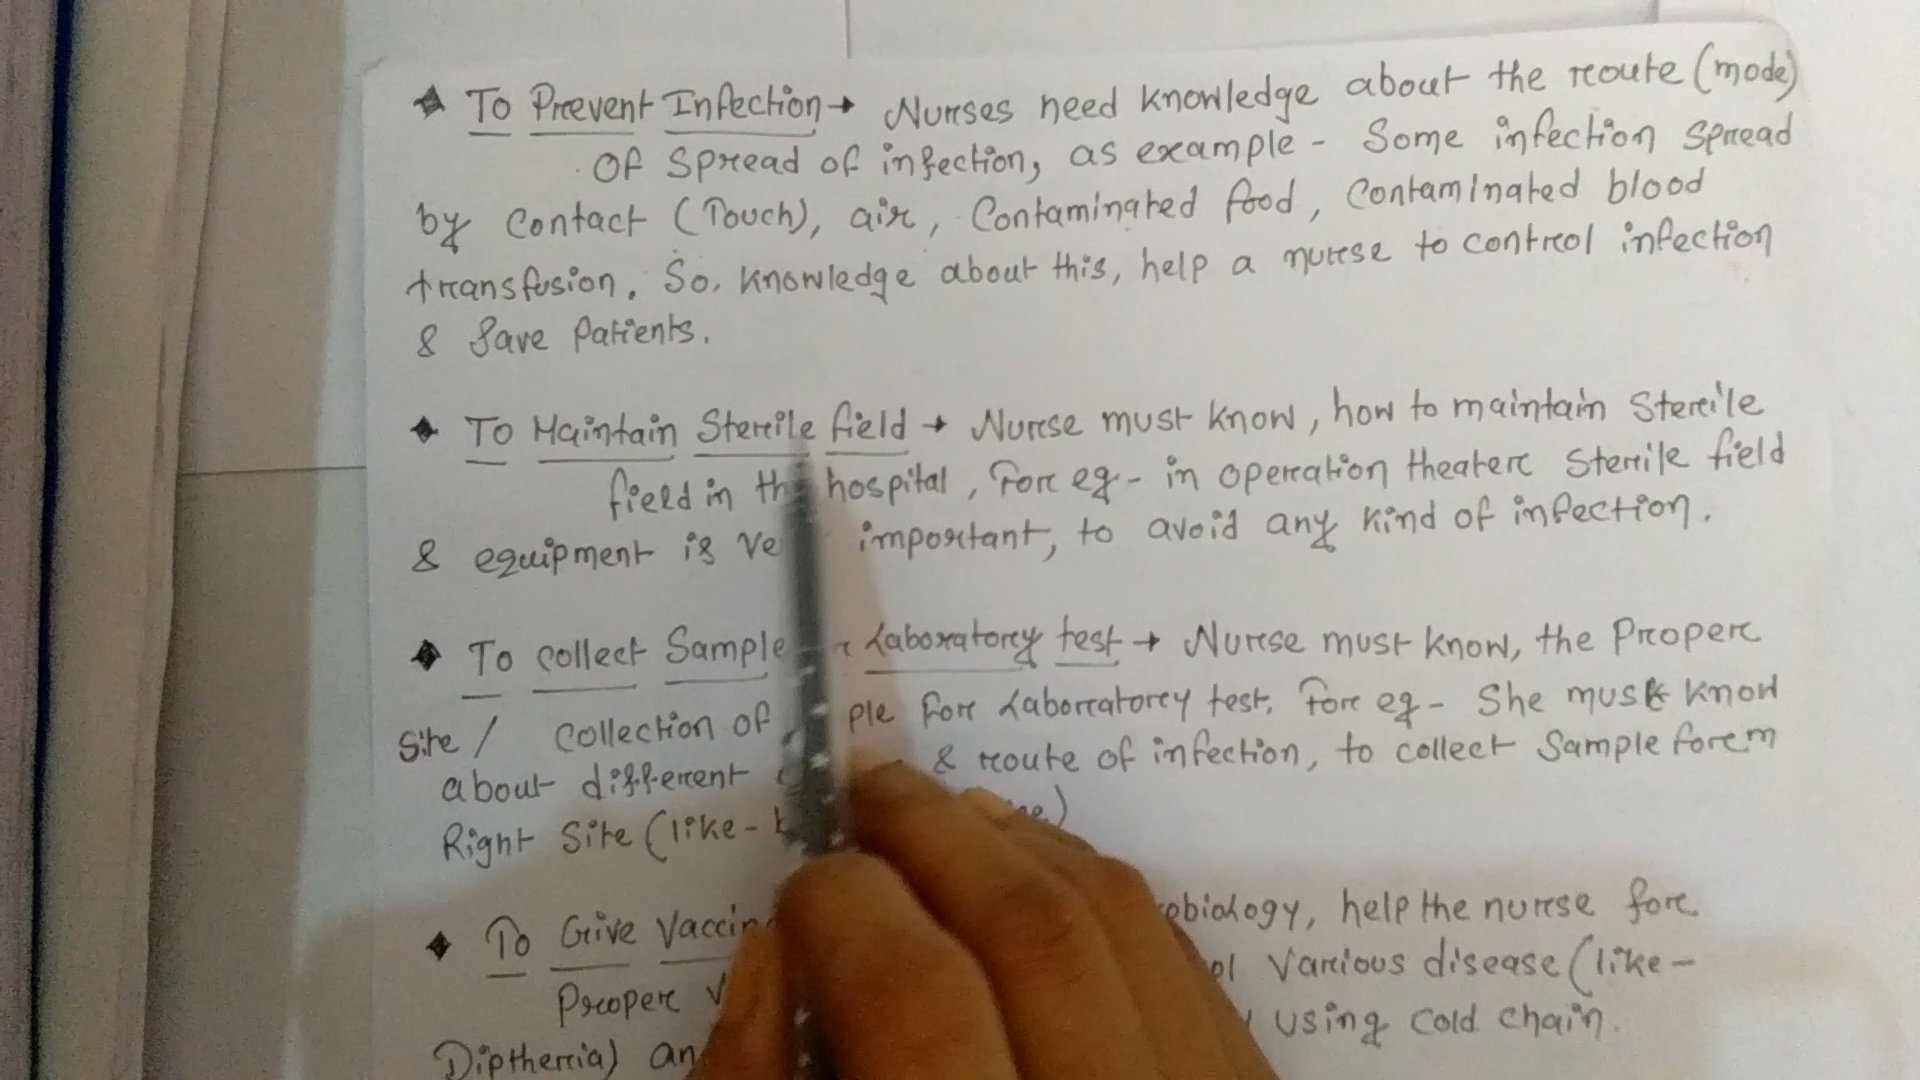 To Prevent Infection → Nurses need knowledge about the route (mode)
of spread of infection, as example - Some infection spread
by contact (Touch), air, Contaminated food, Contaminated blood
transfusion. So, knowledge about this, help a nurse to control infection
& Save Patients.
To Maintain Sterile field → Nurse must know, how to maintain Sterile
field in the hospital, For eg - in operation theater Sterile field
& equipment is ve important, to avoid any kind of infection.
To collect Sample Laboratory test → Nurse must know, the Proper
Site / collection of ple For Laboratory test, For eg - She must know
about different & route of infection, to collect Sample forem
Right Site (like -
To Give Vaccin obiology, help the nurse for
Proper Various disease (like -
Diptheria) an using cold chain.